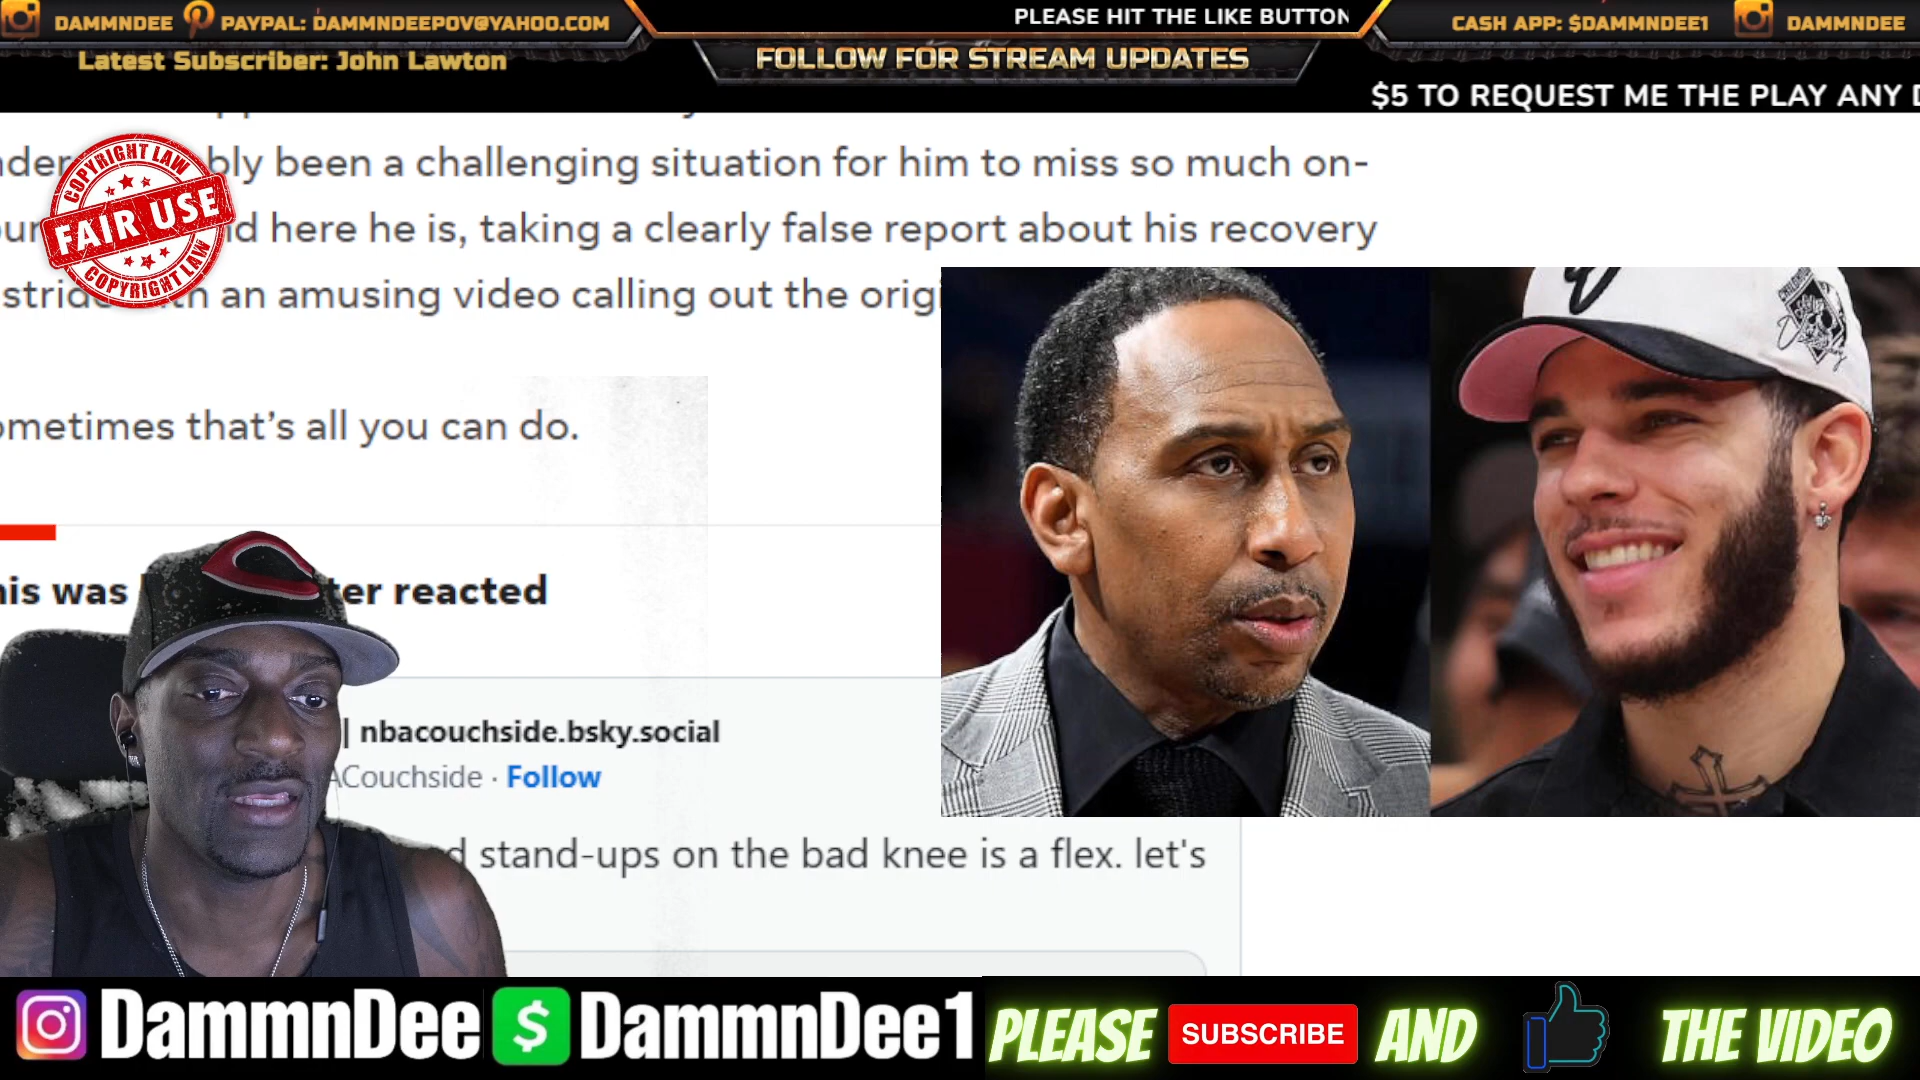 DAMMNDEE PAYPAL: DAMMNDEEPOV@YAHOO.COM
PLEASE HIT THE LIKE BUTTON
CASH APP: $DAMMNDEE1 DAMMNDEE
Latest Subscriber: John Lawton
FOLLOW FOR STREAM UPDATES
$5 TO REQUEST ME THE PLAY ANY
bly been a challenging situation for him to miss so much on-
here he is, taking a clearly false report about his recovery
an amusing video calling out the origi
COPYRIGHT LAW
FAIR USE
COPYRIGHT LAW
ometimes that's all you can do.
his was ter reacted
| nbacouchside.bsky.social
ACouchside · Follow
d stand-ups on the bad knee is a flex. let's
DammnDee $ DammnDee1 PLEASE SUBSCRIBE AND THE VIDEO